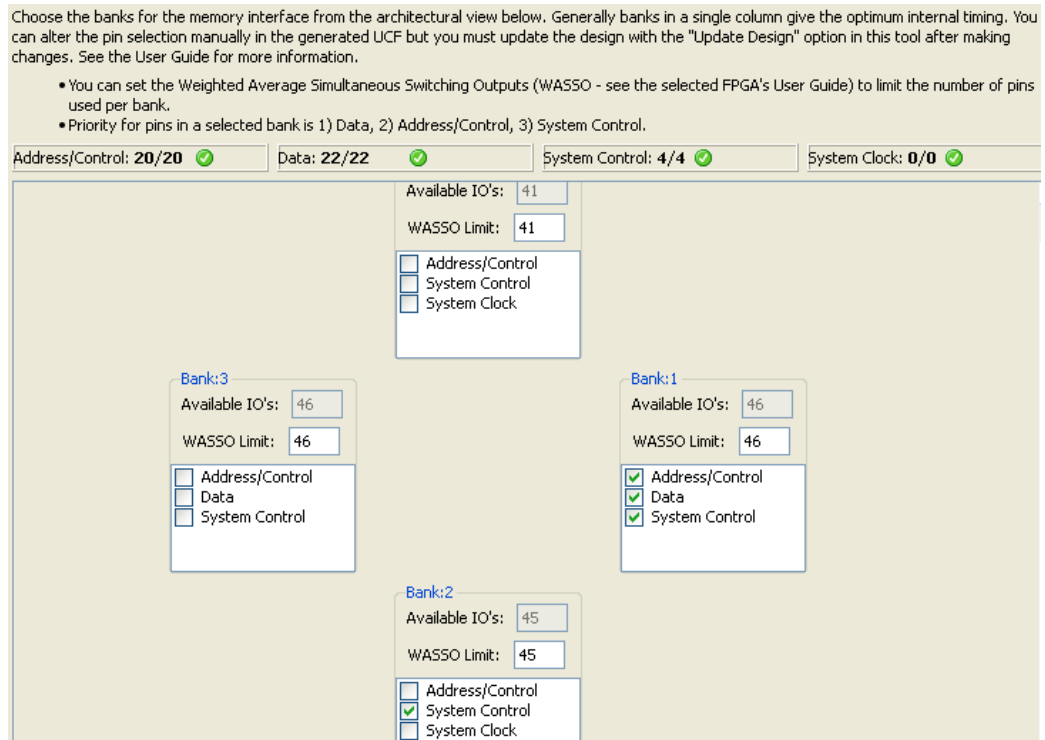 Choose the banks for the memory interface from the architectural view below. Generally banks in a single column give the optimum internal timing. You
can alter the pin selection manually in the generated UCF but you must update the design with the "Update Design" option in this tool after making
changes. See the User Guide for more information.
• You can set the Weighted Average Simultaneous Switching Outputs (WASSO - see the selected FPGA's User Guide) to limit the number of pins
used per bank.
• Priority for pins in a selected bank is 1) Data, 2) Address/Control, 3) System Control.
Address/Control: 20/20 Data: 22/22 System Control: 4/4 System Clock: 0/0
Available IO's: 41
WASSO Limit: 41
Address/Control
System Control
System Clock
Bank:3
Available IO's: 46
WASSO Limit: 46
Address/Control
Data
System Control
Bank:1
Available IO's: 46
WASSO Limit: 46
Address/Control
Data
System Control
Bank:2
Available IO's: 45
WASSO Limit: 45
Address/Control
System Control
System Clock